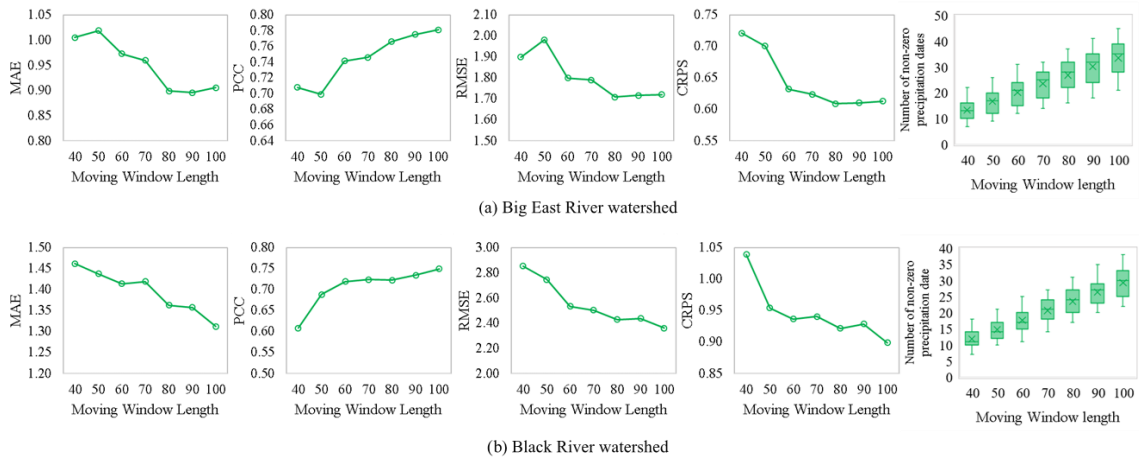 MAE
1.05
1.00
0.95
0.90
0.85
0.80
40 50 60 70 80 90 100
Moving Window Length
PCC
0.80
0.78
0.76
0.74
0.72
0.70
0.68
0.66
0.64
40 50 60 70 80 90 100
Moving Window Length
RMSE
2.10
2.00
1.90
1.80
1.70
1.60
1.50
40 50 60 70 80 90 100
Moving Window Length
CRPS
0.75
0.70
0.65
0.60
0.55
40 50 60 70 80 90 100
Moving Window Length
Number of non-zero
precipitation dates
50
40
30
20
10
0
40 50 60 70 80 90 100
Moving Window length
(a) Big East River watershed
MAE
1.50
1.45
1.40
1.35
1.30
1.25
1.20
40 50 60 70 80 90 100
Moving Window Length
PCC
0.80
0.75
0.70
0.65
0.60
0.55
0.50
40 50 60 70 80 90 100
Moving Window Length
RMSE
3.00
2.80
2.60
2.40
2.20
2.00
40 50 60 70 80 90 100
Moving Window Length
CRPS
1.05
1.00
0.95
0.90
0.85
40 50 60 70 80 90 100
Moving Window Length
Number of non-zero
precipitation date
40
35
30
25
20
15
10
5
0
40 50 60 70 80 90 100
Moving Window length
(b) Black River watershed